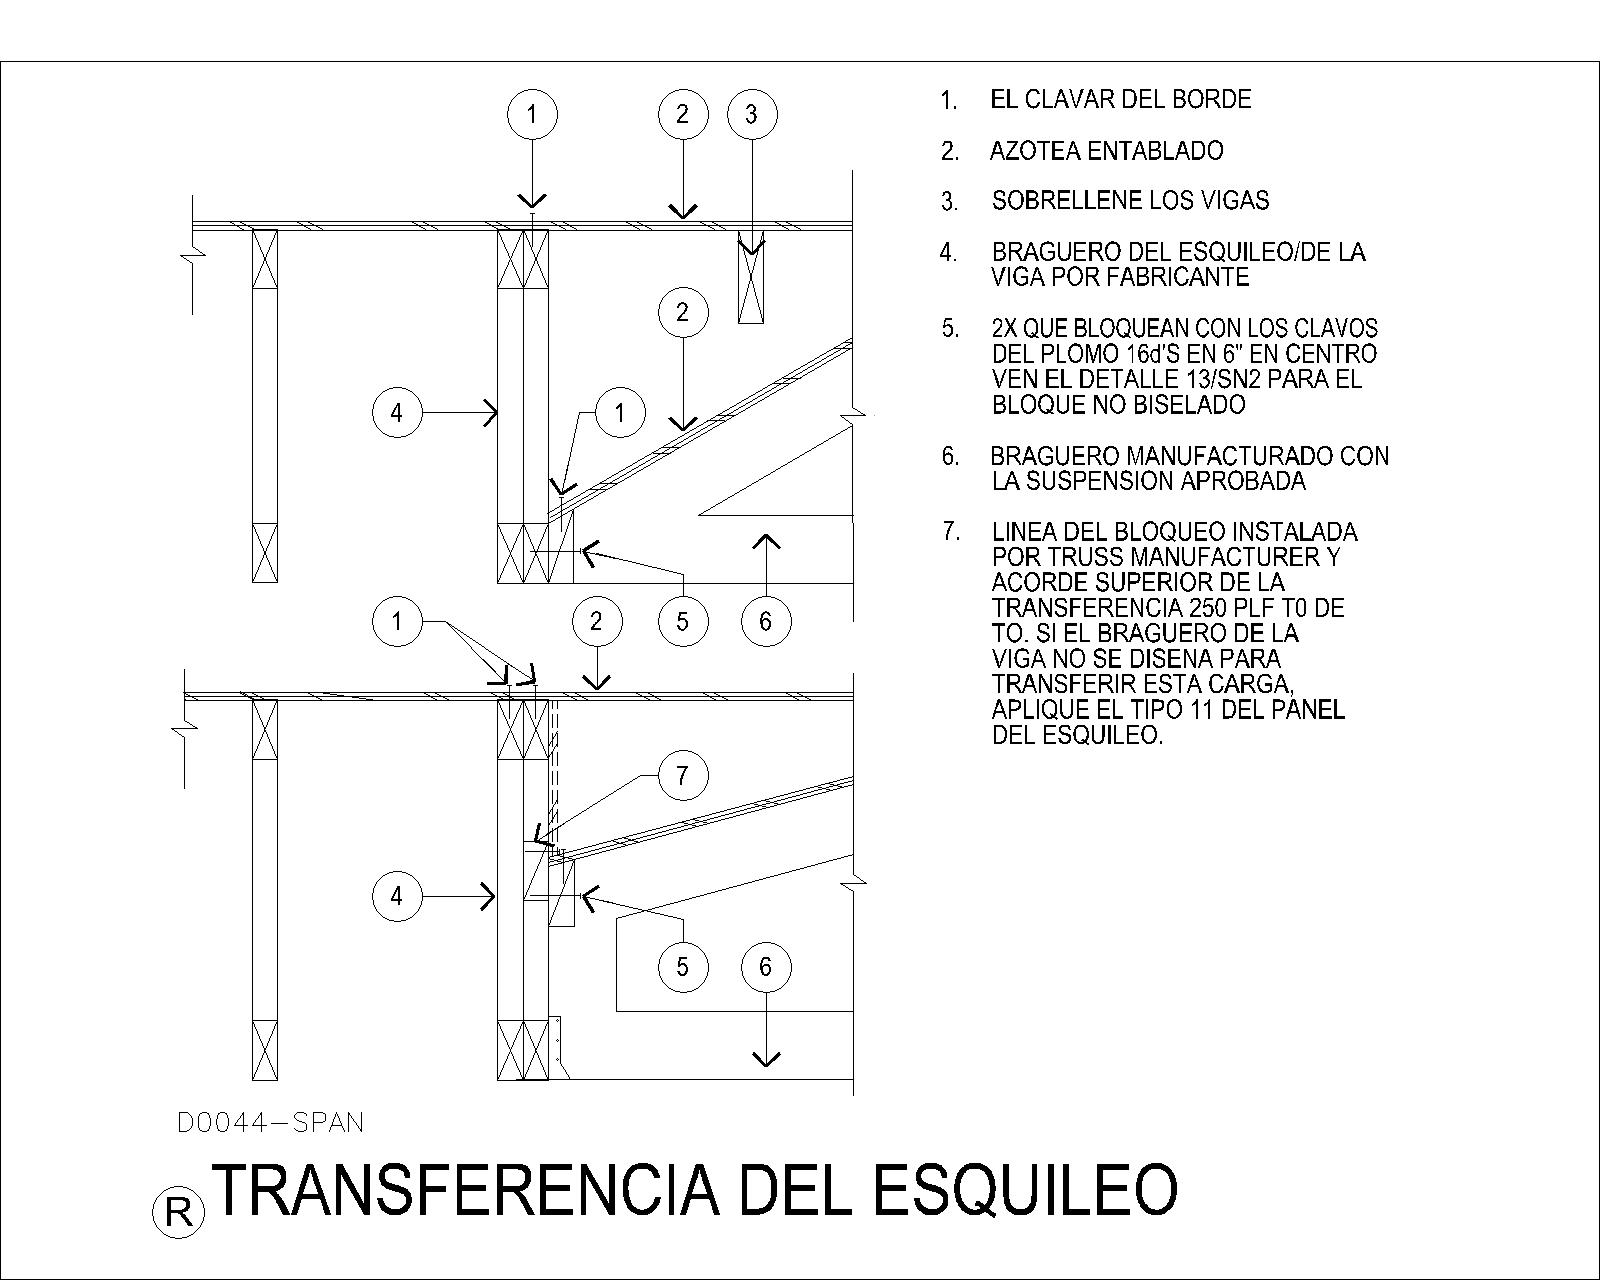 1
2
3
2
4
1
1
2
5
6
7
4
5
6
1. EL CLAVAR DEL BORDE
2. AZOTEA ENTABLADO
3. SOBRELLENE LOS VIGAS
4. BRAGUERO DEL ESQUILEO/DE LA
VIGA POR FABRICANTE
5. 2X QUE BLOQUEAN CON LOS CLAVOS
DEL PLOMO 16d'S EN 6" EN CENTRO
VEN EL DETALLE 13/SN2 PARA EL
BLOQUE NO BISELADO
6. BRAGUERO MANUFACTURADO CON
LA SUSPENSION APROBADA
7. LINEA DEL BLOQUEO INSTALADA
POR TRUSS MANUFACTURER Y
ACORDE SUPERIOR DE LA
TRANSFERENCIA 250 PLF T0 DE
TO. SI EL BRAGUERO DE LA
VIGA NO SE DISENA PARA
TRANSFERIR ESTA CARGA,
APLIQUE EL TIPO 11 DEL PANEL
DEL ESQUILEO.
D0044-SPAN
R TRANSFERENCIA DEL ESQUILEO